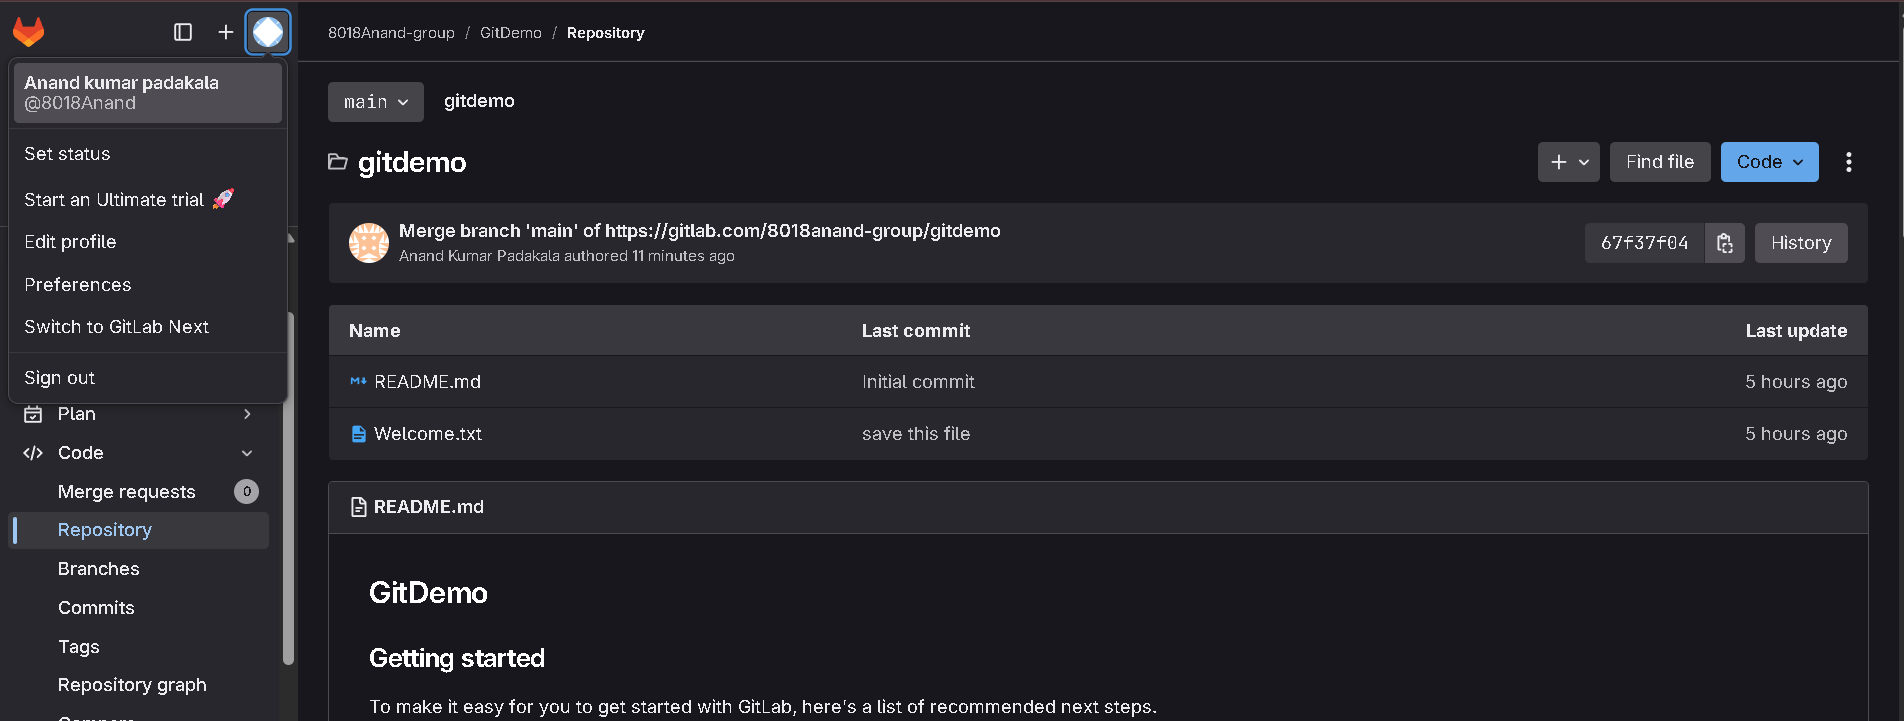 8018Anand-group / GitDemo / Repository
Anand kumar padakala
@8018Anand
Set status
Start an Ultimate trial 🚀
Edit profile
Preferences
Switch to GitLab Next
Sign out
Plan
Code
Merge requests 0
Repository
Branches
Commits
Tags
Repository graph
main gitdemo
gitdemo
Find file Code
Merge branch 'main' of https://gitlab.com/8018anand-group/gitdemo
Anand Kumar Padakala authored 11 minutes ago
67f37f04 History
Name Last commit Last update
README.md Initial commit 5 hours ago
Welcome.txt save this file 5 hours ago
README.md
GitDemo
Getting started
To make it easy for you to get started with GitLab, here's a list of recommended next steps.